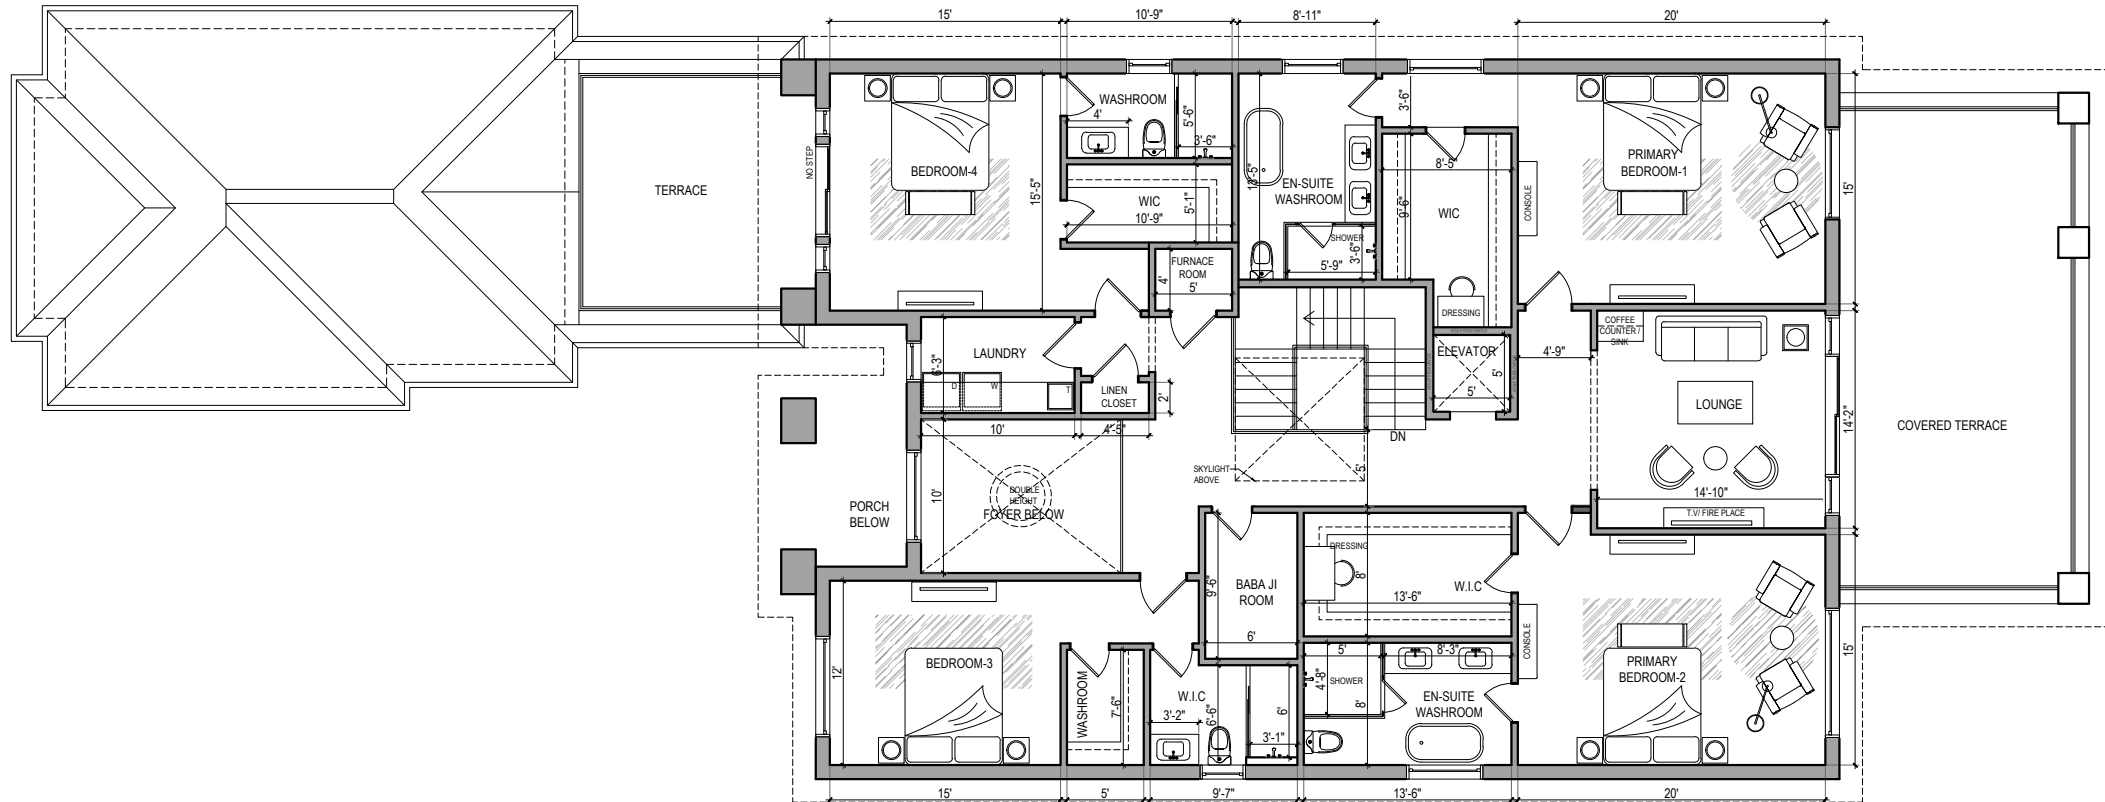 15'
10'-9"
8'-11"
20'
WASHROOM
4'
5'-6"
3'-6"
3'-6"
NO STEP
TERRACE
BEDROOM-4
15'-5"
WIC
10'-9"
5'-1"
13'-5"
EN-SUITE
WASHROOM
SHOWER
3'-6"
5'-9"
8'-5"
9'-6"
WIC
CONSOLE
PRIMARY
BEDROOM-1
15'
FURNACE
ROOM
4'
5'
DRESSING
COFFEE
COUNTER /
SINK
LAUNDRY
6'-3"
D
W
T
LINEN
CLOSET
2'
ELEVATOR
5'
5'
4'-9"
LOUNGE
14'-2"
COVERED TERRACE
10'
4'-5"
DN
SKYLIGHT
ABOVE
5'
14'-10"
T.V/ FIRE PLACE
PORCH
BELOW
10'
DOUBLE
HEIGHT
FOYER BELOW
BABA JI
ROOM
9'-6"
6'
DRESSING
8'
W.I.C
13'-6"
CONSOLE
BEDROOM-3
12'
WASHROOM
7'-6"
W.I.C
3'-2"
6'-6"
6'
3'-1"
5'
8'-3"
4'-8"
SHOWER
8'
EN-SUITE
WASHROOM
PRIMARY
BEDROOM-2
15'
15'
5'
9'-7"
13'-6"
20'